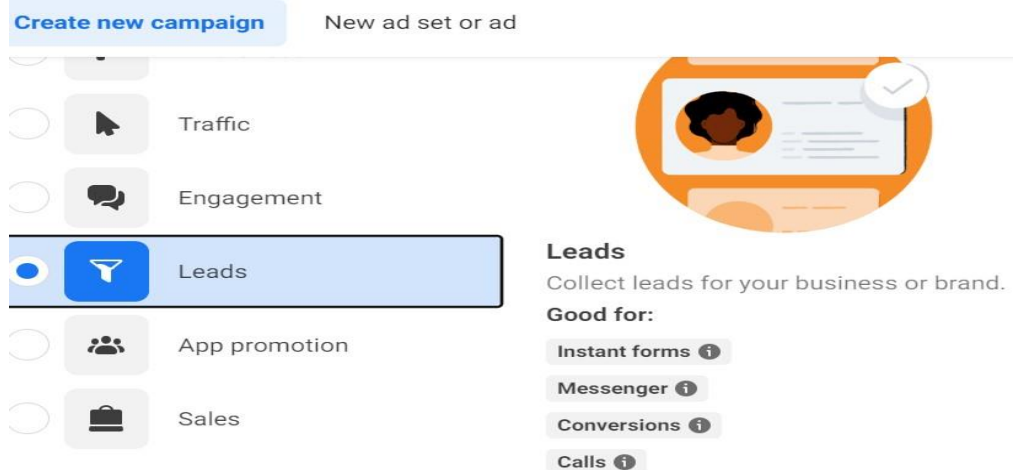 Create new campaign
New ad set or ad
Traffic
Engagement
Leads
App promotion
Sales
Leads
Collect leads for your business or brand.
Good for:
Instant forms
Messenger
Conversions
Calls